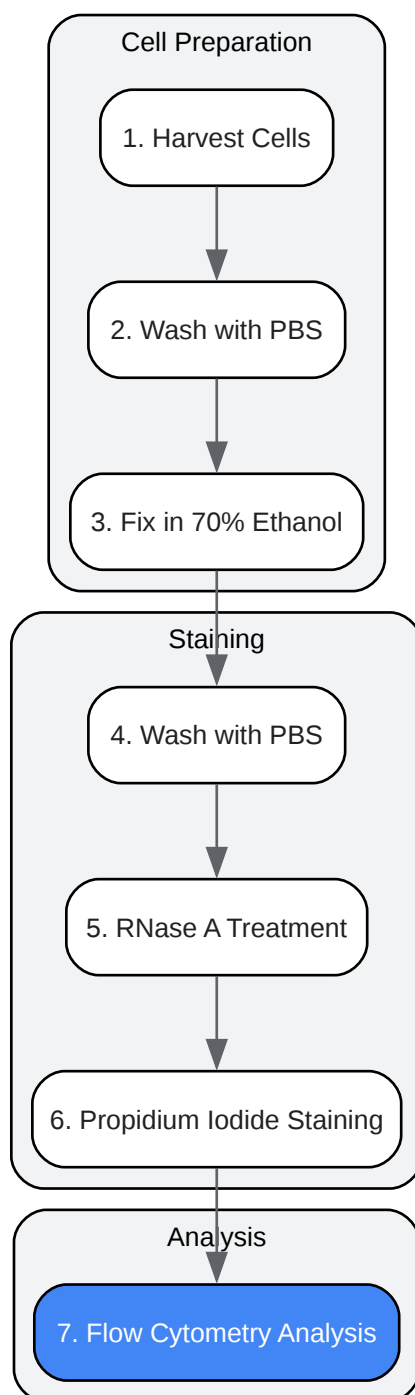 Cell Preparation
1. Harvest Cells
2. Wash with PBS
3. Fix in 70% Ethanol
Staining
4. Wash with PBS
5. RNase A Treatment
6. Propidium Iodide Staining
Analysis
7. Flow Cytometry Analysis